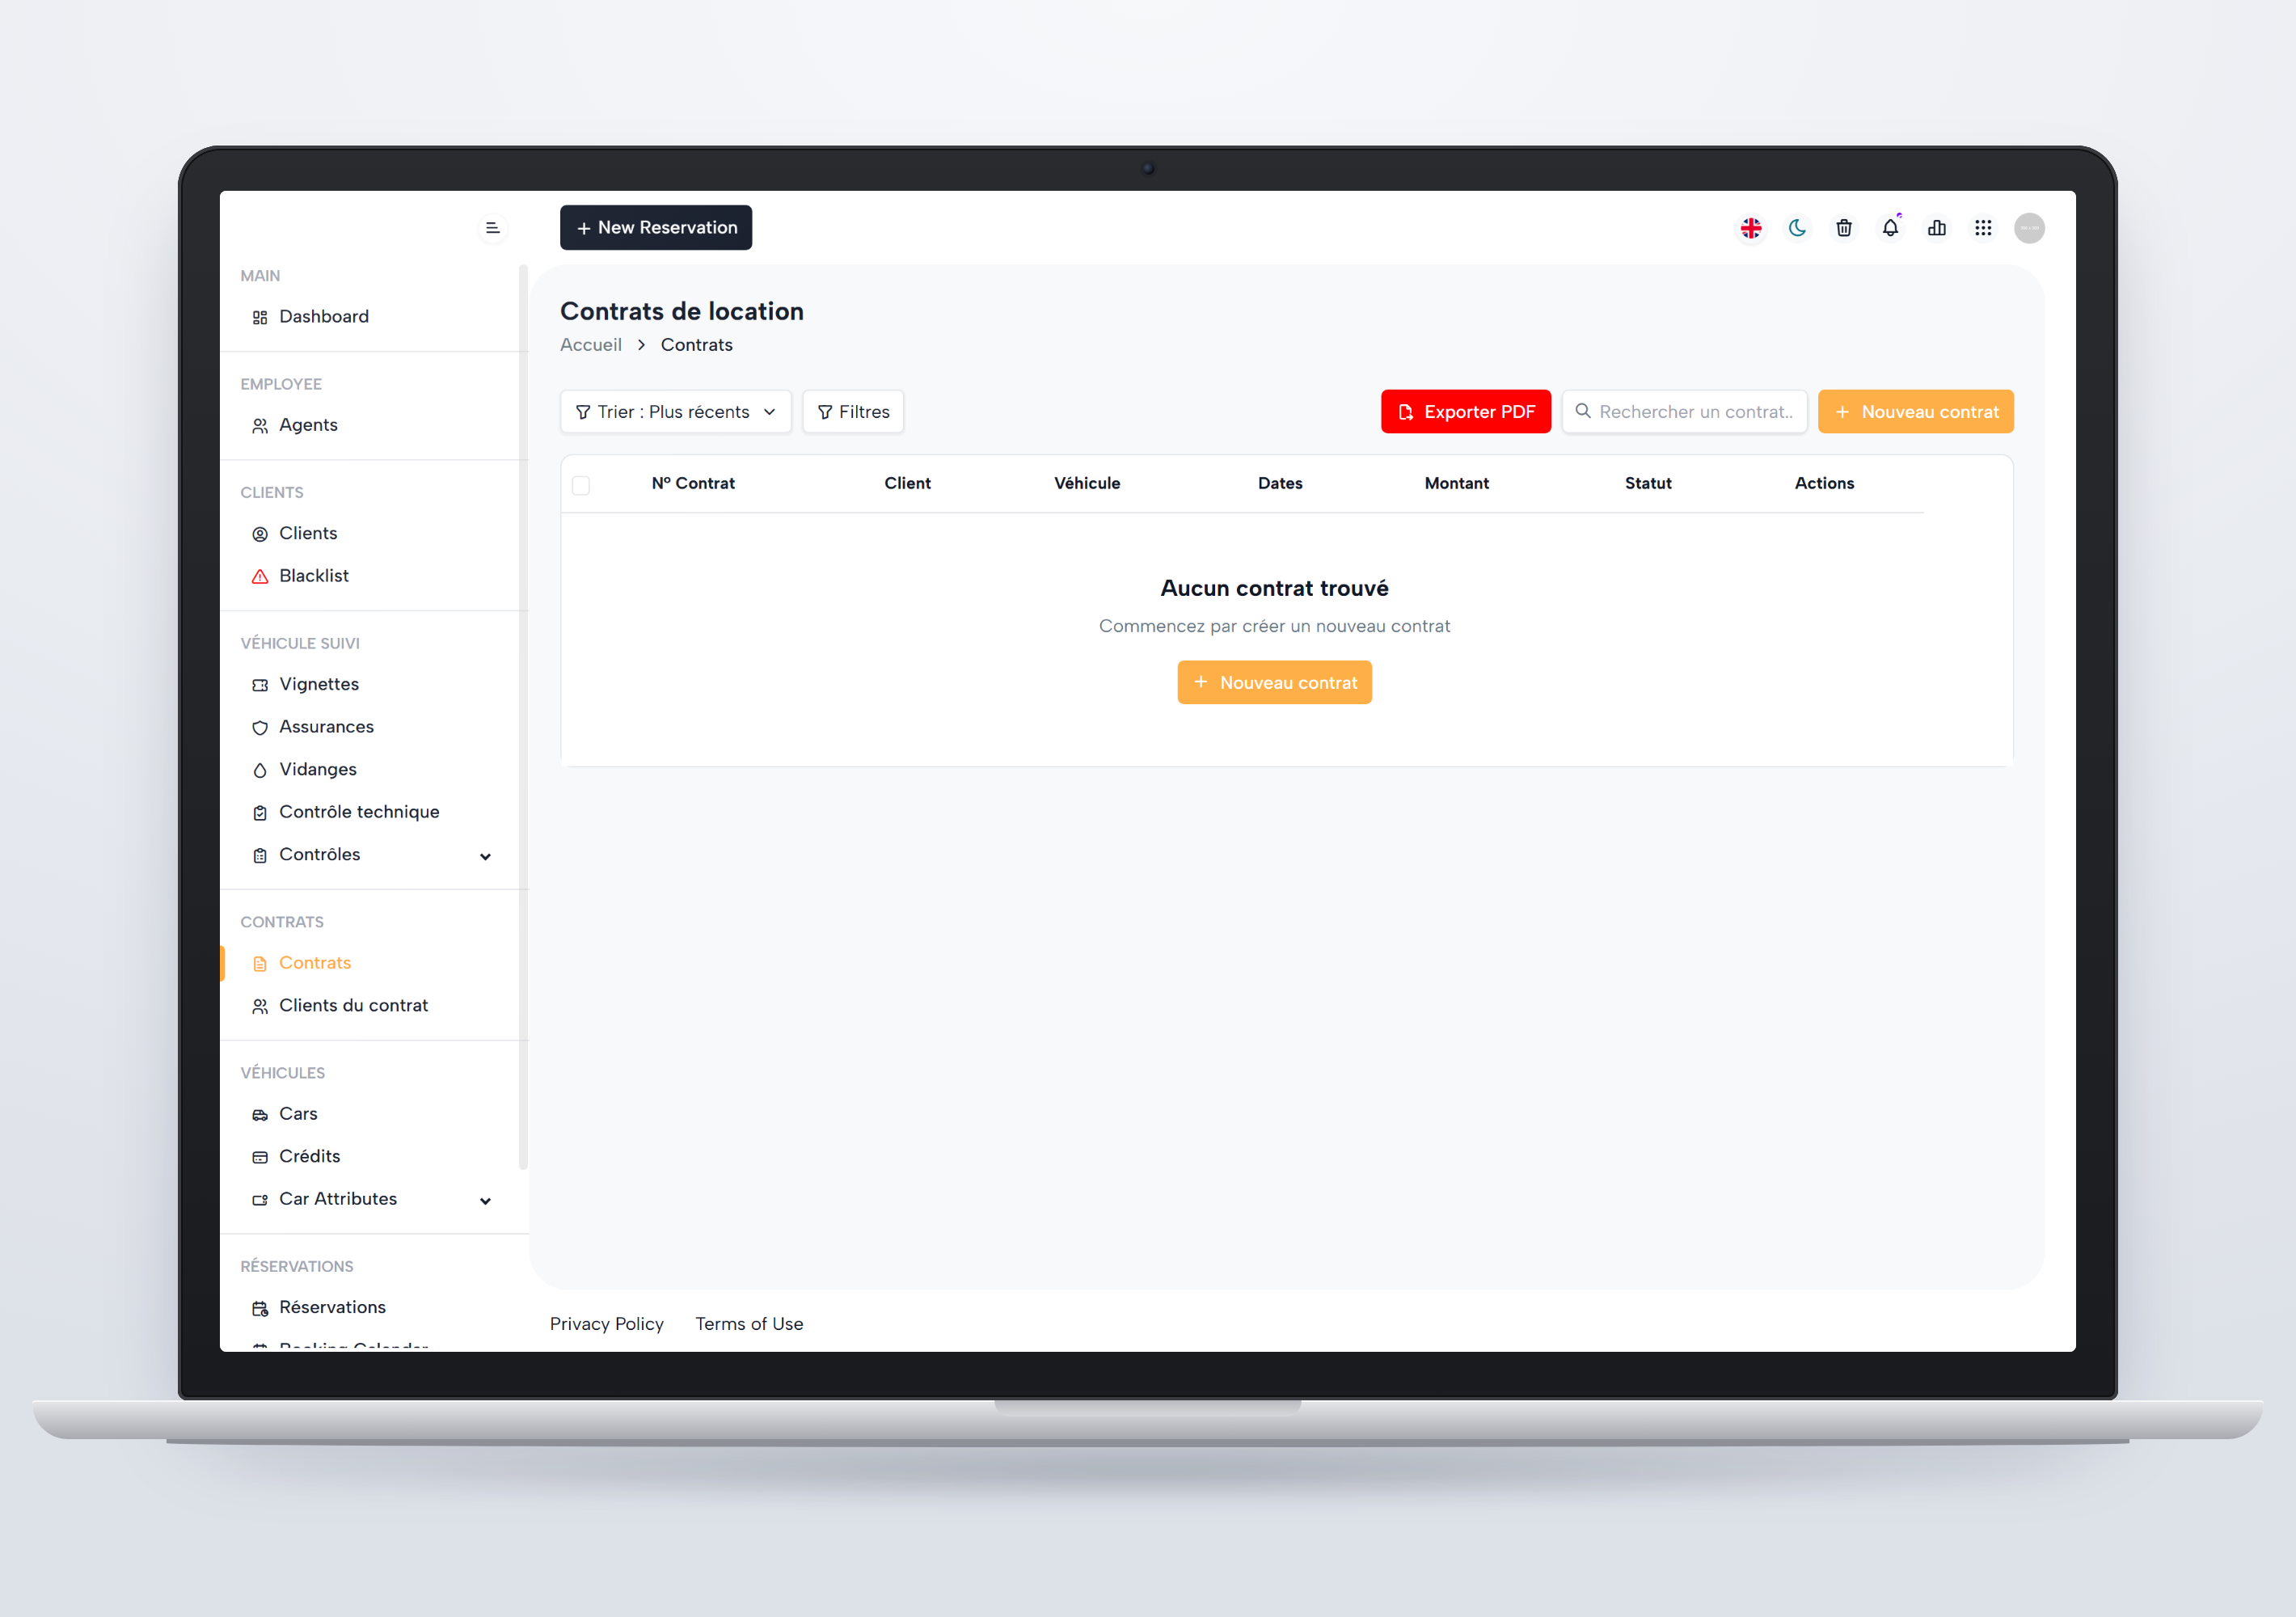 New Reservation
MAIN
Dashboard
EMPLOYEE
Agents
CLIENTS
Clients
Blacklist
VÉHICULE SUIVI
Vignettes
Assurances
Vidanges
Contrôle technique
Contrôles
CONTRATS
Contrats
Clients du contrat
VÉHICULES
Cars
Crédits
Car Attributes
RÉSERVATIONS
Réservations
Booking Calendar
Contrats de location
Accueil > Contrats
Trier : Plus récents
Filtres
Exporter PDF
Rechercher un contrat..
Nouveau contrat
N° Contrat Client Véhicule Dates Montant Statut Actions
Aucun contrat trouvé
Commencez par créer un nouveau contrat
Nouveau contrat
Privacy Policy Terms of Use